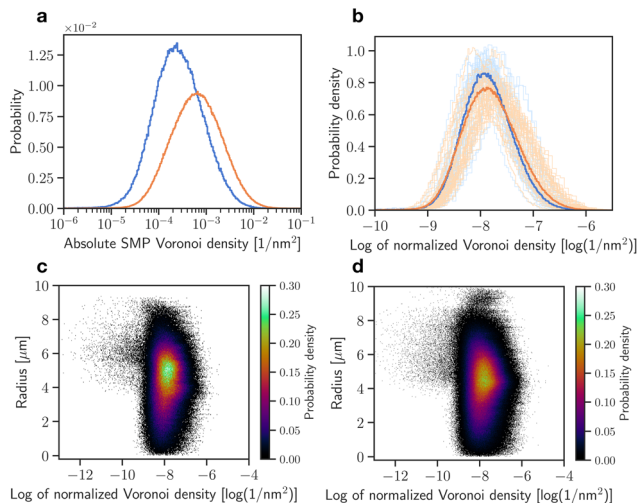 a
×10⁻²
1.25
1.00
0.75
0.50
0.25
0.00
Probability
10⁻⁶ 10⁻⁵ 10⁻⁴ 10⁻³ 10⁻² 10⁻¹
Absolute SMP Voronoi density [1/nm²]
b
1.0
0.8
0.6
0.4
0.2
0.0
Probability density
−10 −9 −8 −7 −6
Log of normalized Voronoi density [log(1/nm²)]
c
10
8
6
4
2
0
Radius [μm]
−12 −10 −8 −6 −4
Log of normalized Voronoi density [log(1/nm²)]
0.30
0.25
0.20
0.15
0.10
0.05
0.00
Probability density
d
10
8
6
4
2
0
Radius [μm]
−12 −10 −8 −6 −4
Log of normalized Voronoi density [log(1/nm²)]
0.30
0.25
0.20
0.15
0.10
0.05
0.00
Probability density